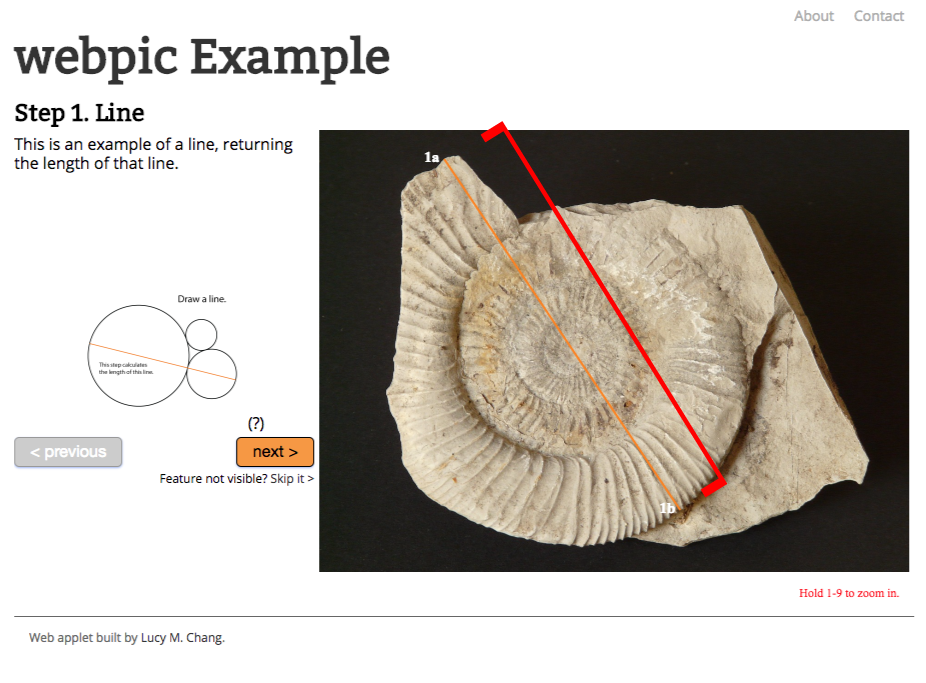 About Contact
webpic Example
Step 1. Line
This is an example of a line, returning
the length of that line.
1a
Draw a line.
This step calculates
the length of this line.
(?)
< previous
next >
Feature not visible? Skip it >
1b
Hold 1-9 to zoom in.
Web applet built by Lucy M. Chang.